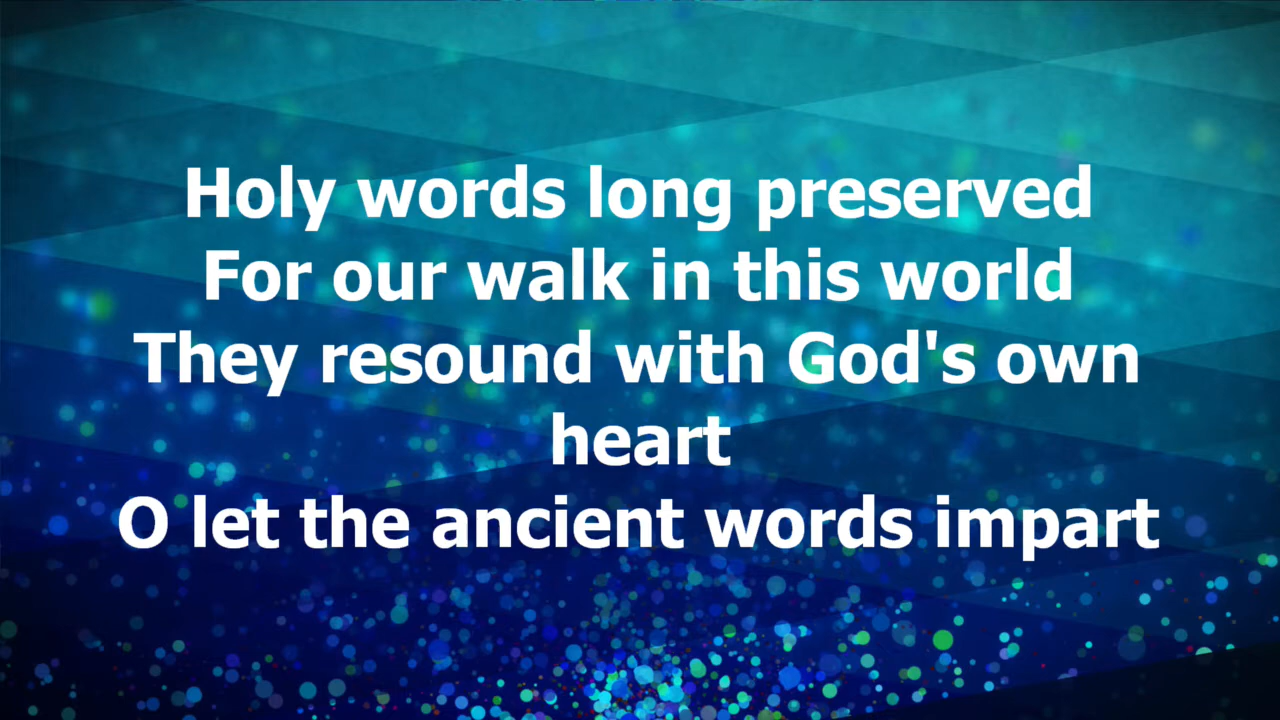 Holy words long preserved
For our walk in this world
They resound with God's own
heart
O let the ancient words impart